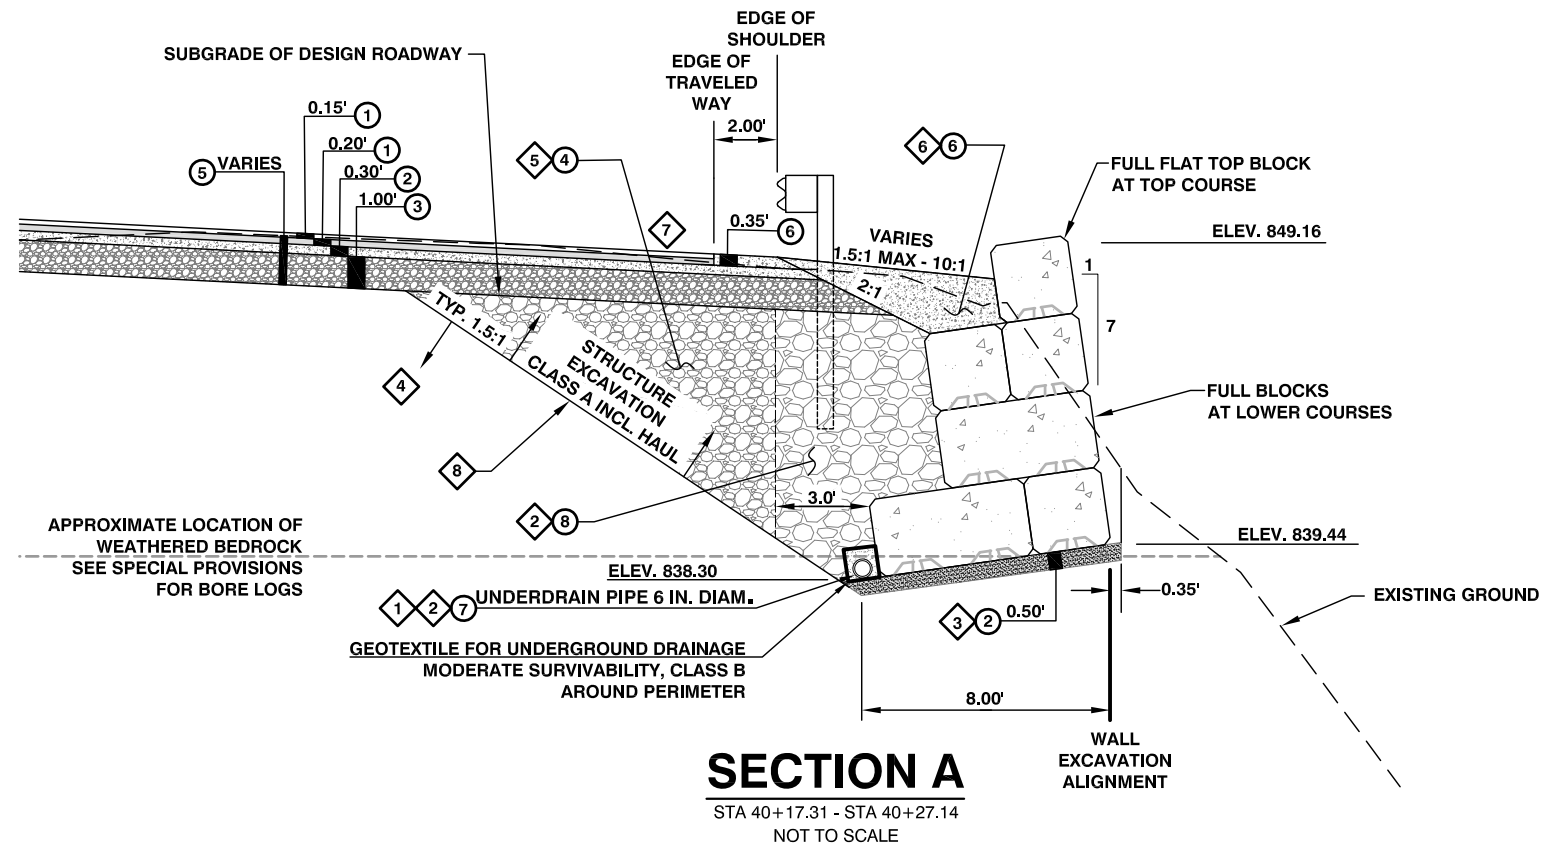 EDGE OF
SHOULDER
SUBGRADE OF DESIGN ROADWAY
EDGE OF
TRAVELED
WAY
0.15' 1
2.00'
0.20' 1
5 VARIES
0.30' 2
1.00' 3
5 4
6 6
FULL FLAT TOP BLOCK
AT TOP COURSE
7
0.35' 6
VARIES
1.5:1 MAX - 10:1
ELEV. 849.16
2:1
1
7
TYP. 1.5:1
STRUCTURE
EXCAVATION
CLASS A INCL. HAUL
4
FULL BLOCKS
AT LOWER COURSES
8
3.0'
2 8
APPROXIMATE LOCATION OF
WEATHERED BEDROCK
SEE SPECIAL PROVISIONS
FOR BORE LOGS
ELEV. 839.44
ELEV. 838.30
1 2 7 UNDERDRAIN PIPE 6 IN. DIAM.
3 2 0.50'
0.35'
EXISTING GROUND
GEOTEXTILE FOR UNDERGROUND DRAINAGE
MODERATE SURVIVABILITY, CLASS B
AROUND PERIMETER
8.00'
WALL
EXCAVATION
ALIGNMENT
SECTION A
STA 40+17.31 - STA 40+27.14
NOT TO SCALE